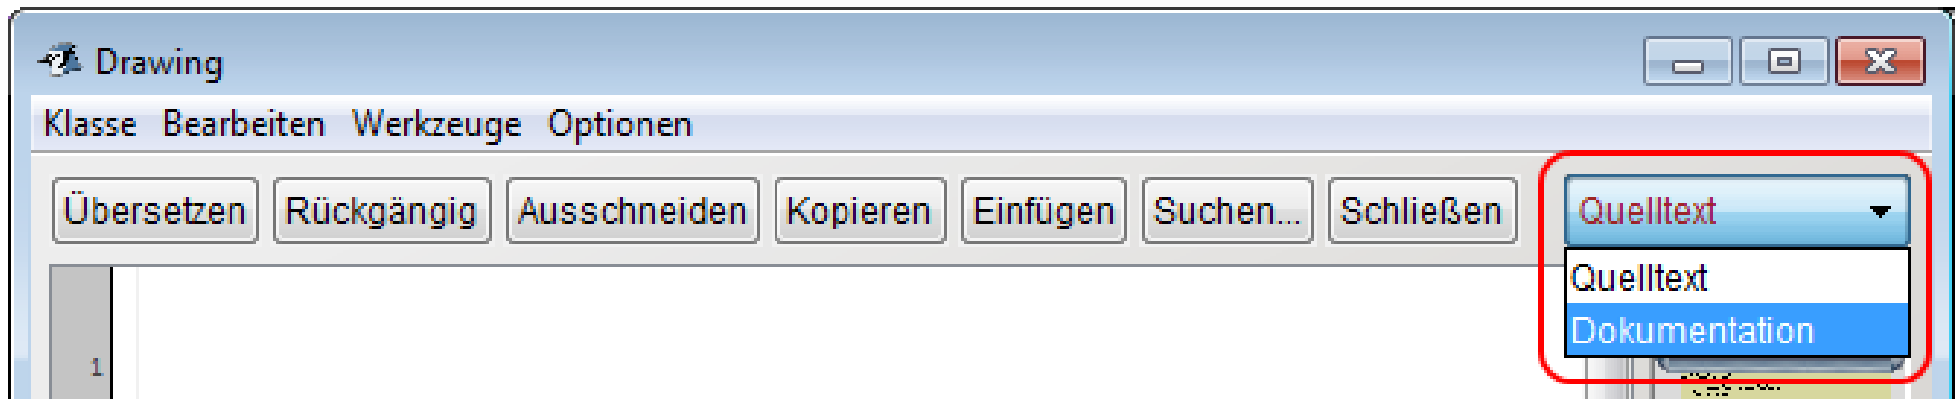 Drawing
Klasse Bearbeiten Werkzeuge Optionen
Übersetzen Rückgängig Ausschneiden Kopieren Einfügen Suchen... Schließen Quelltext
Quelltext
Dokumentation
1